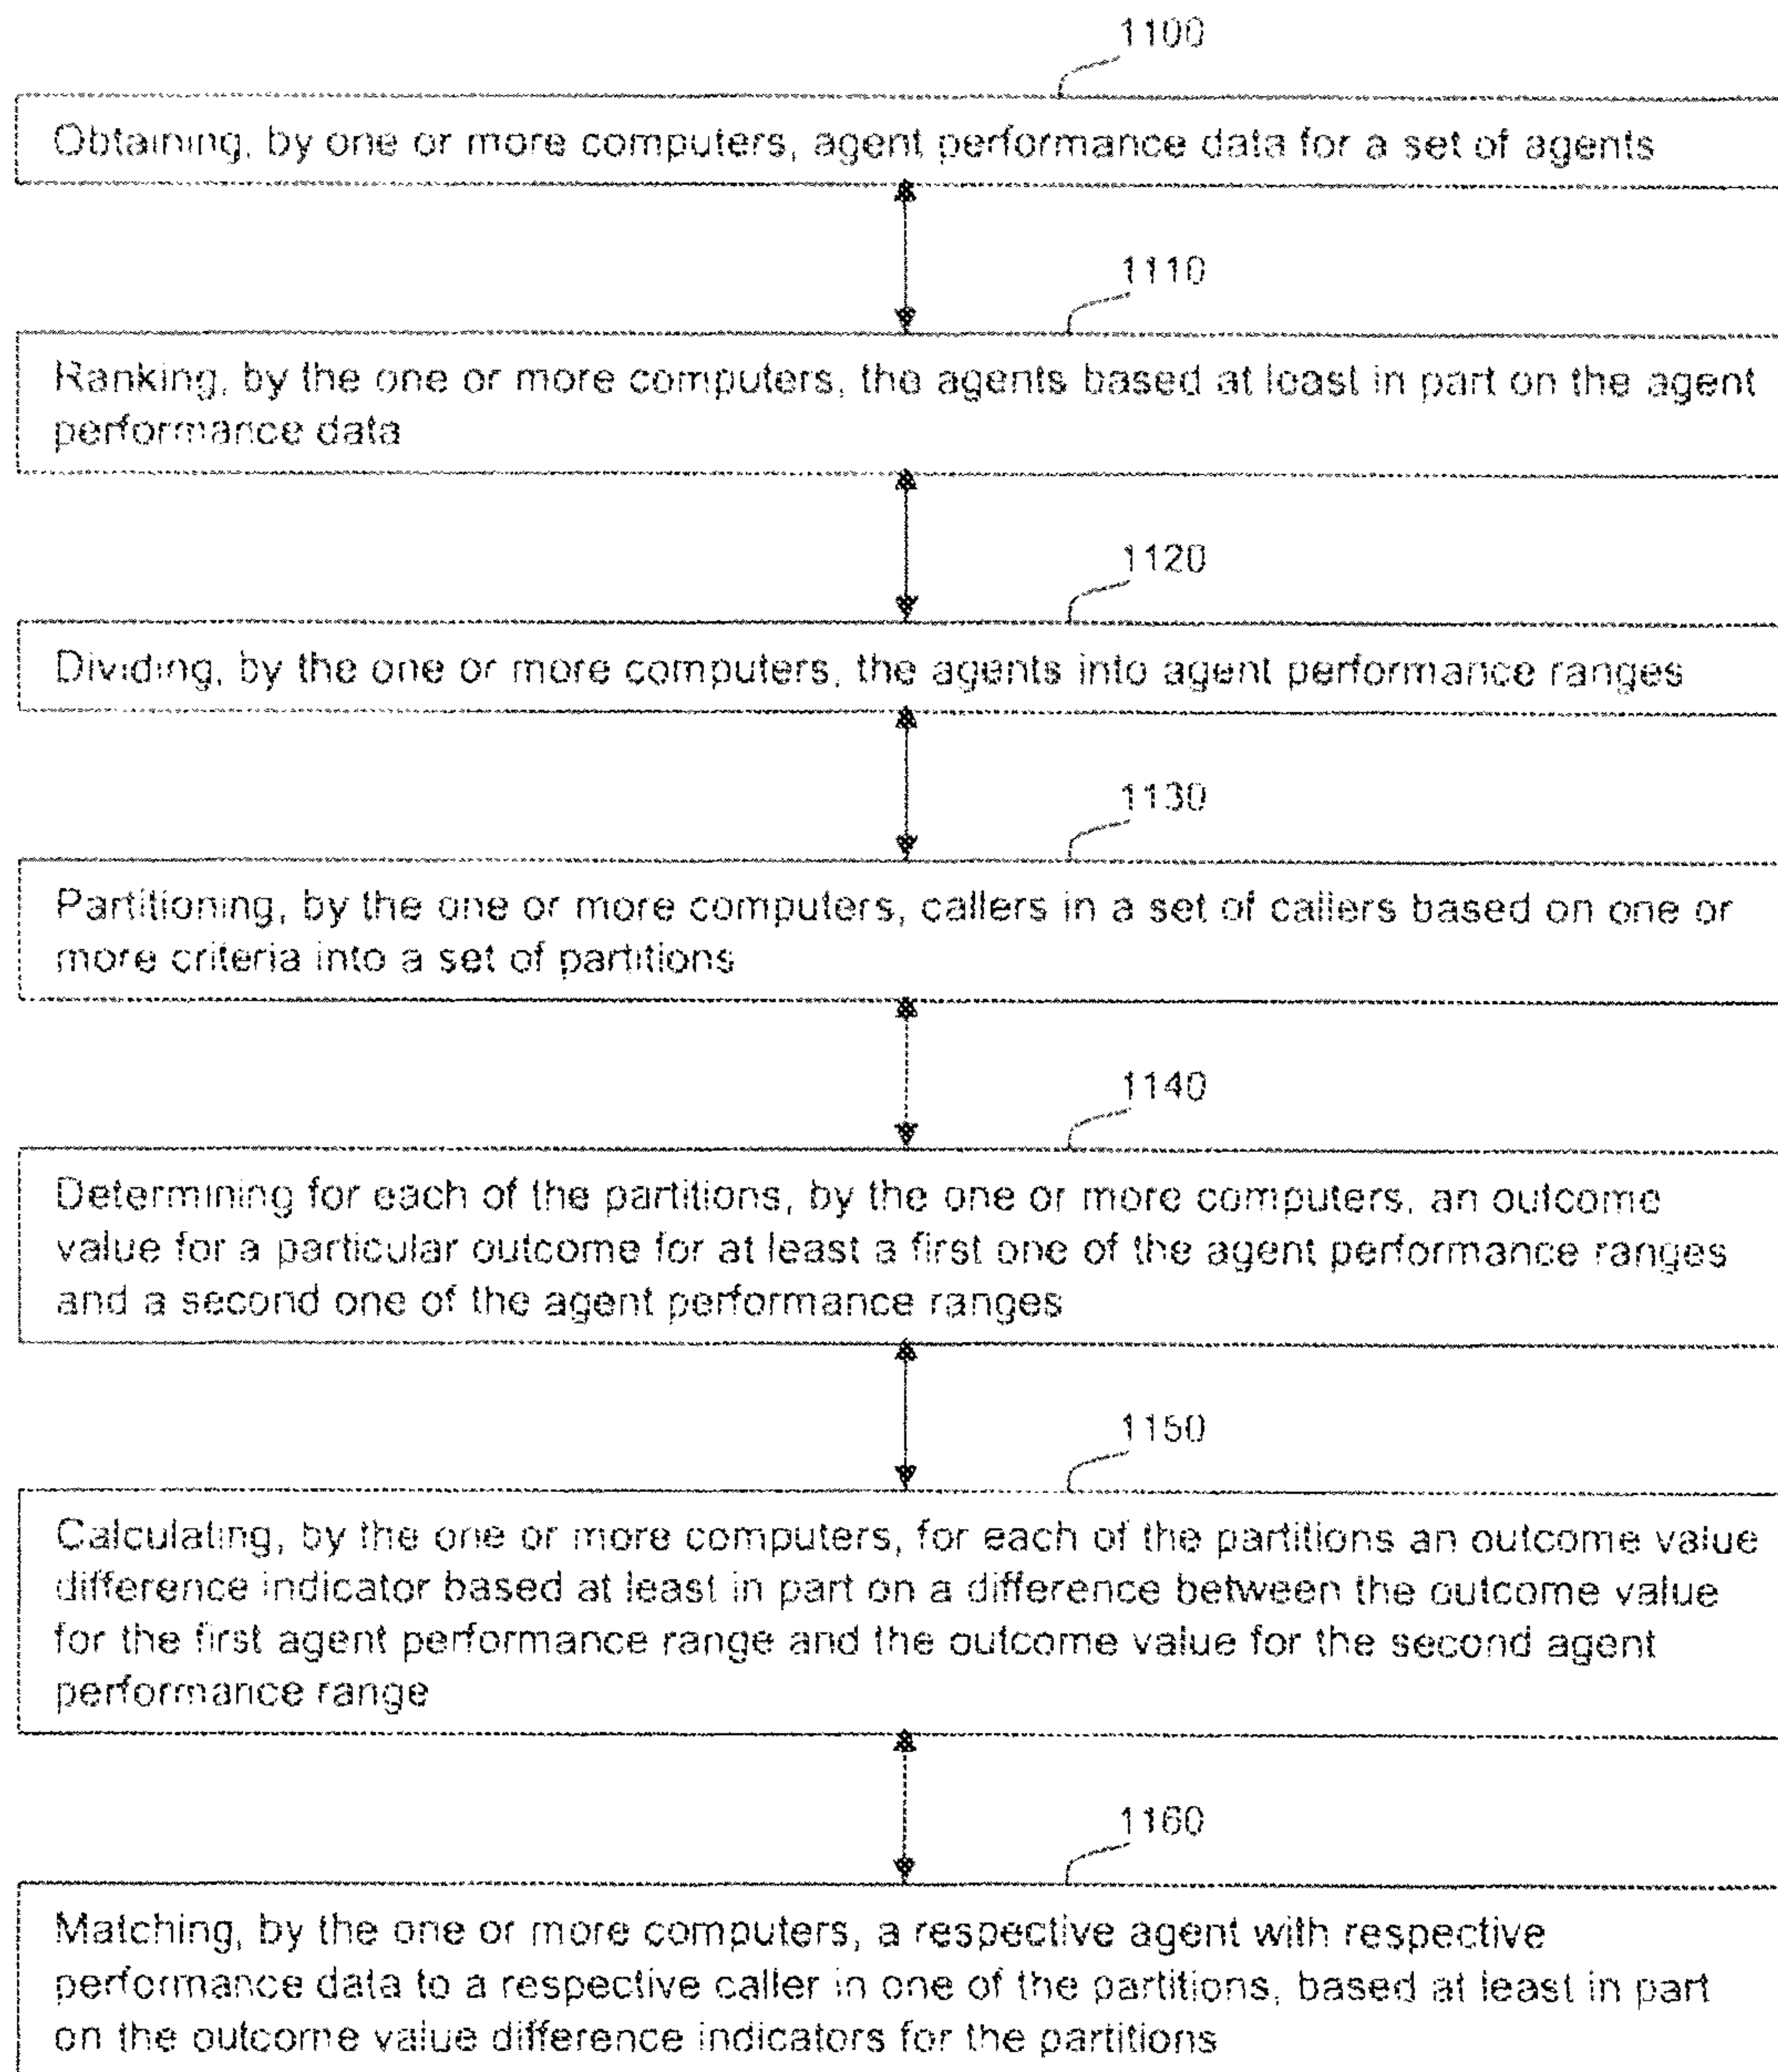 1100
Obtaining, by one or more computers, agent performance data for a set of agents
1110
Ranking, by the one or more computers, the agents based at least in part on the agent
performance data
1120
Dividing, by the one or more computers, the agents into agent performance ranges
1130
Partitioning, by the one or more computers, callers in a set of callers based on one or
more criteria into a set of partitions
1140
Determining for each of the partitions, by the one or more computers, an outcome
value for a particular outcome for at least a first one of the agent performance ranges
and a second one of the agent performance ranges
1150
Calculating, by the one or more computers, for each of the partitions an outcome value
difference indicator based at least in part on a difference between the outcome value
for the first agent performance range and the outcome value for the second agent
performance range
1160
Matching, by the one or more computers, a respective agent with respective
performance data to a respective caller in one of the partitions, based at least in part
on the outcome value difference indicators for the partitions